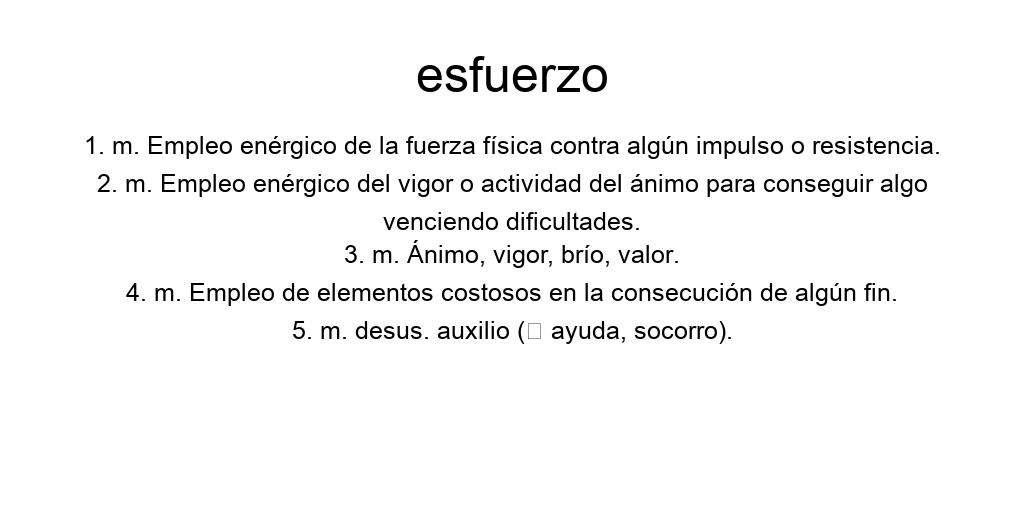 esfuerzo
1. m. Empleo enérgico de la fuerza física contra algún impulso o resistencia.
2. m. Empleo enérgico del vigor o actividad del ánimo para conseguir algo
venciendo dificultades.
3. m. Ánimo, vigor, brío, valor.
4. m. Empleo de elementos costosos en la consecución de algún fin.
5. m. desus. auxilio (▯ ayuda, socorro).